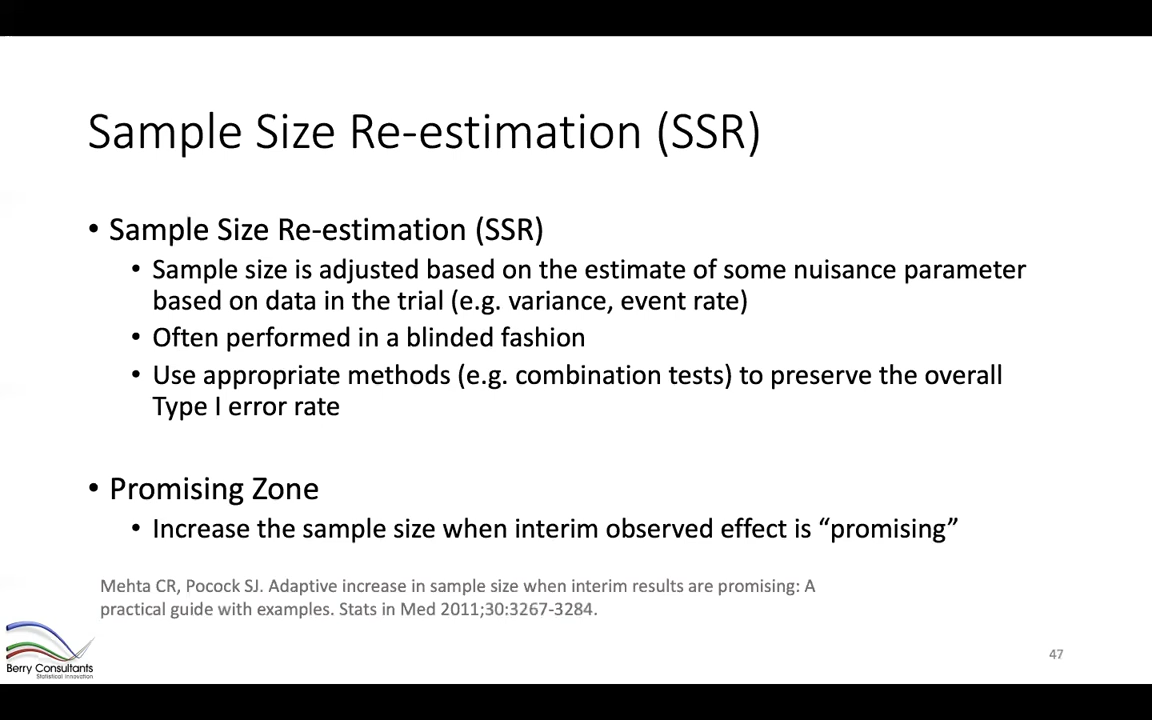 Sample Size Re-estimation (SSR)
• Sample Size Re-estimation (SSR)
• Sample size is adjusted based on the estimate of some nuisance parameter
based on data in the trial (e.g. variance, event rate)
• Often performed in a blinded fashion
• Use appropriate methods (e.g. combination tests) to preserve the overall
Type I error rate
• Promising Zone
• Increase the sample size when interim observed effect is “promising”
Mehta CR, Pocock SJ. Adaptive increase in sample size when interim results are promising: A
practical guide with examples. Stats in Med 2011;30:3267-3284.
Berry Consultants
Statistical Innovation
47